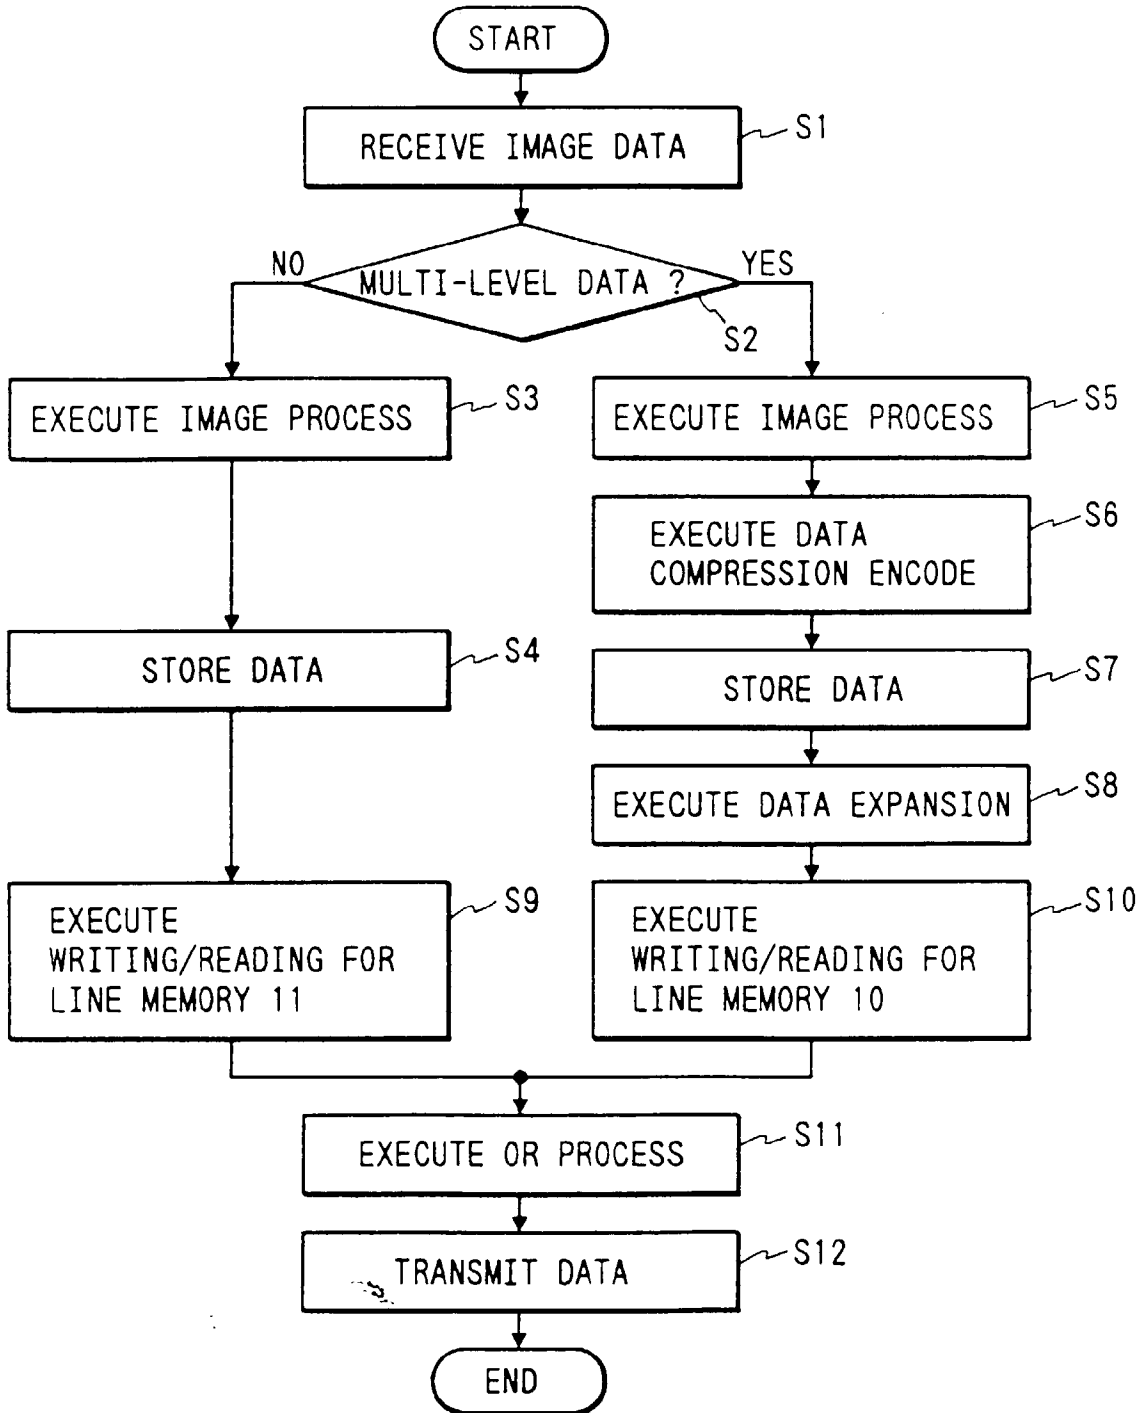 START
RECEIVE IMAGE DATA
S1
NO
MULTI-LEVEL DATA ?
YES
S2
EXECUTE IMAGE PROCESS
S3
EXECUTE IMAGE PROCESS
S5
EXECUTE DATA
COMPRESSION ENCODE
S6
STORE DATA
S4
STORE DATA
S7
EXECUTE DATA EXPANSION
S8
EXECUTE
WRITING/READING FOR
LINE MEMORY 11
S9
EXECUTE
WRITING/READING FOR
LINE MEMORY 10
S10
EXECUTE OR PROCESS
S11
TRANSMIT DATA
S12
END